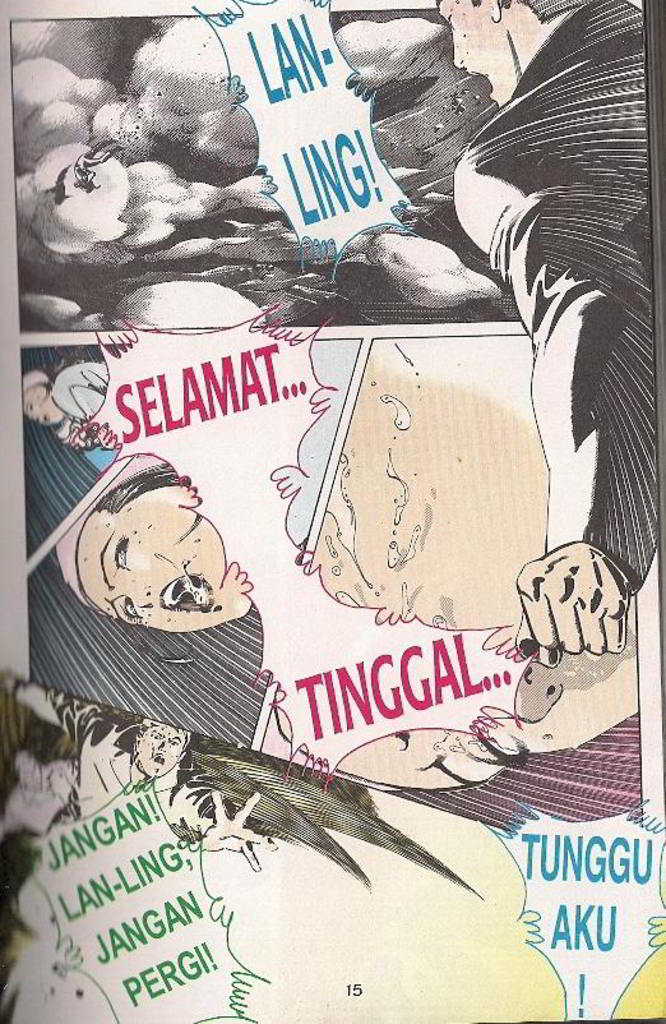 LAN-
LING!
SELAMAT...
TINGGAL...
JANGAN!
LAN-LING,
JANGAN
PERGI!
TUNGGU
AKU
!
15